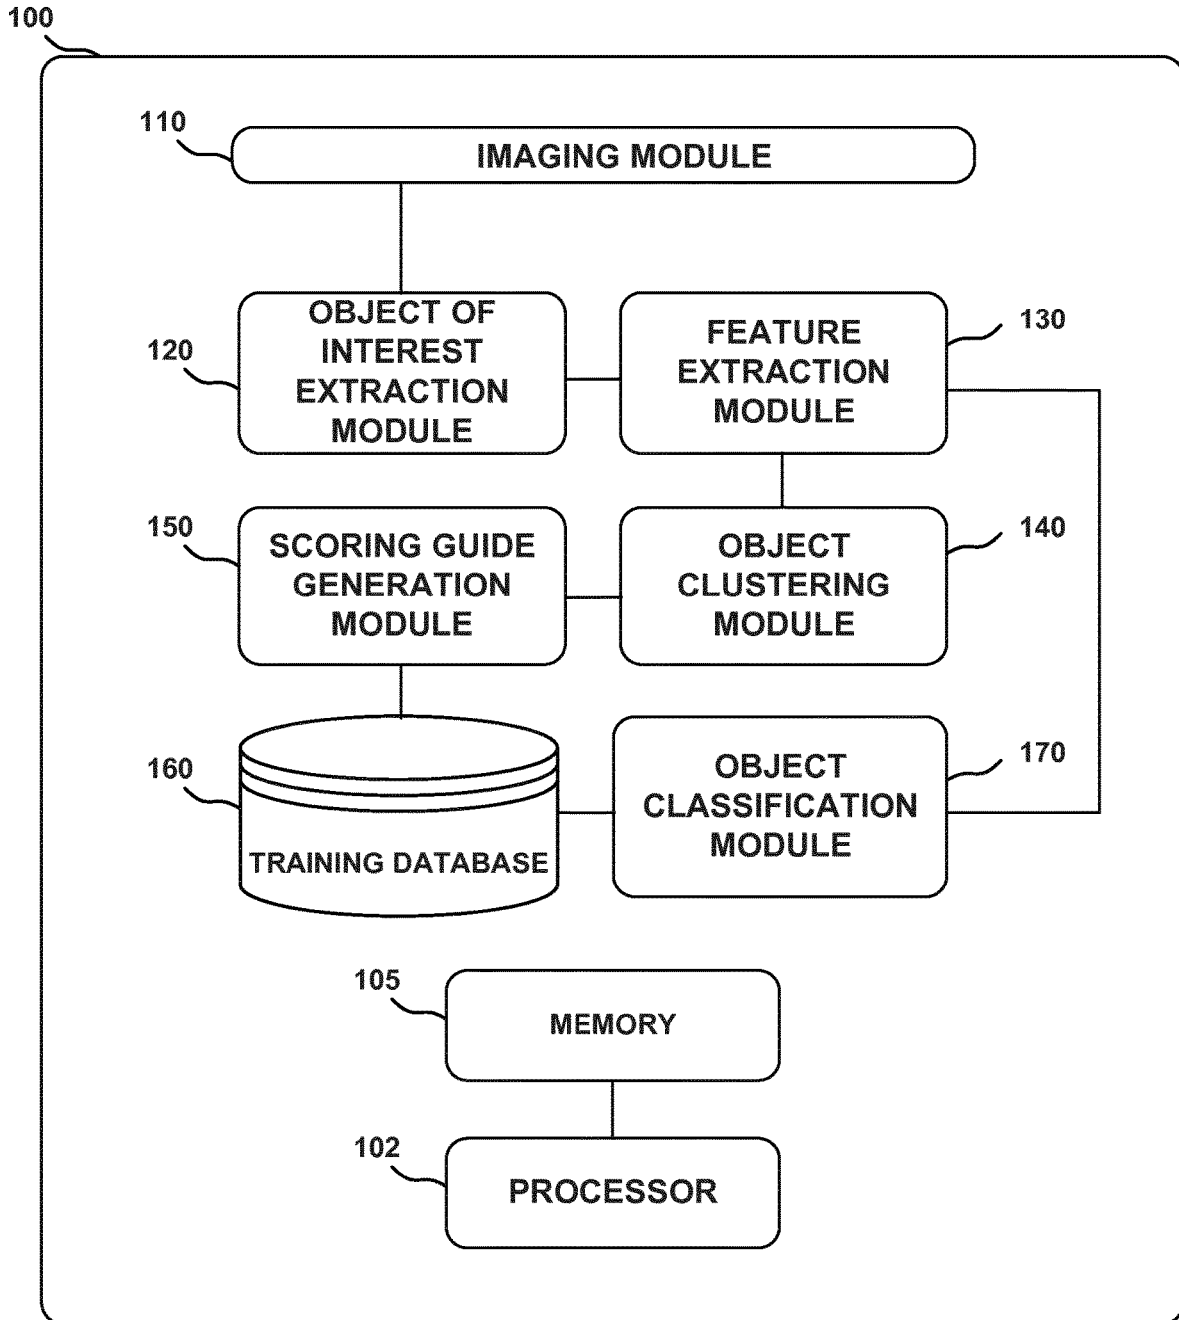 100
110
IMAGING MODULE
120
OBJECT OF
INTEREST
EXTRACTION
MODULE
FEATURE
EXTRACTION
MODULE
130
150
SCORING GUIDE
GENERATION
MODULE
OBJECT
CLUSTERING
MODULE
140
160
TRAINING DATABASE
OBJECT
CLASSIFICATION
MODULE
170
105
MEMORY
102
PROCESSOR